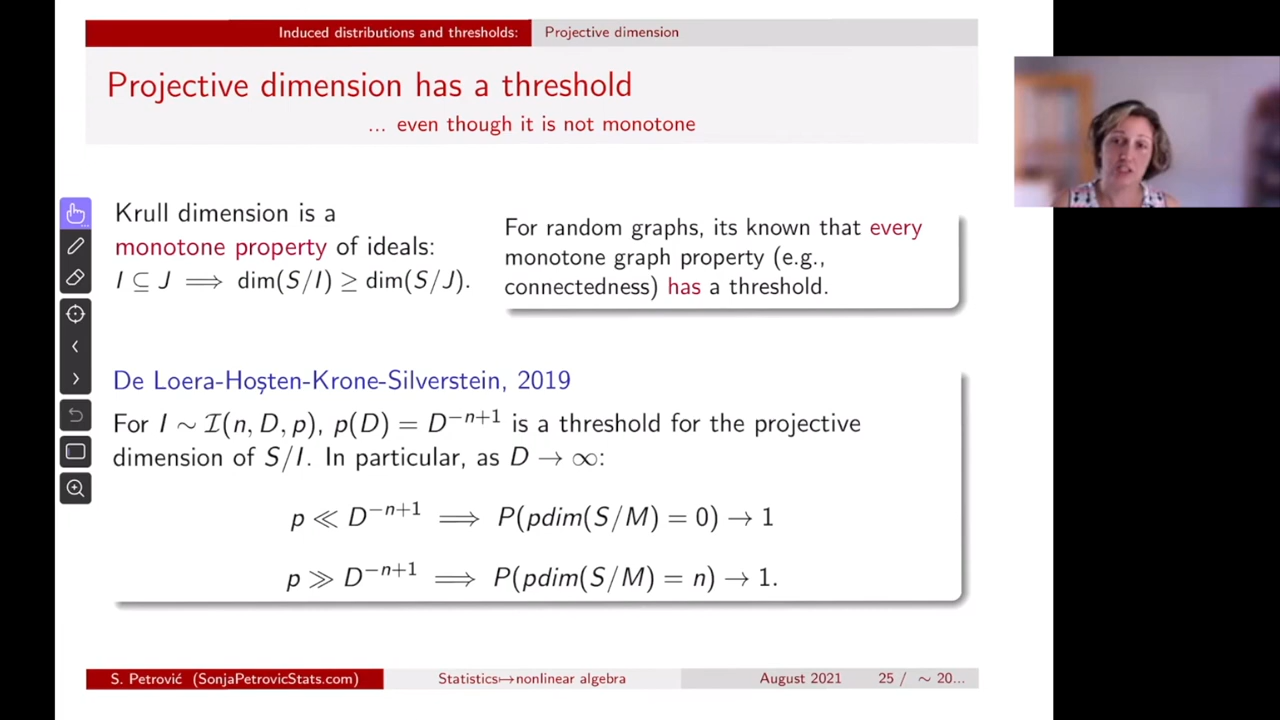 Induced distributions and thresholds: Projective dimension
Projective dimension has a threshold
... even though it is not monotone
Krull dimension is a
monotone property of ideals:
I ⊆ J ⟹ dim(S/I) ≥ dim(S/J).
For random graphs, its known that every
monotone graph property (e.g.,
connectedness) has a threshold.
De Loera-Hoşten-Krone-Silverstein, 2019
For I ∼ 𝓘(n, D, p), p(D) = D⁻ⁿ⁺¹ is a threshold for the projective
dimension of S/I. In particular, as D → ∞:
p ≪ D⁻ⁿ⁺¹ ⟹ P(pdim(S/M) = 0) → 1
p ≫ D⁻ⁿ⁺¹ ⟹ P(pdim(S/M) = n) → 1.
S. Petrović (SonjaPetrovicStats.com) Statistics↦nonlinear algebra August 2021 25 / ∼ 20...